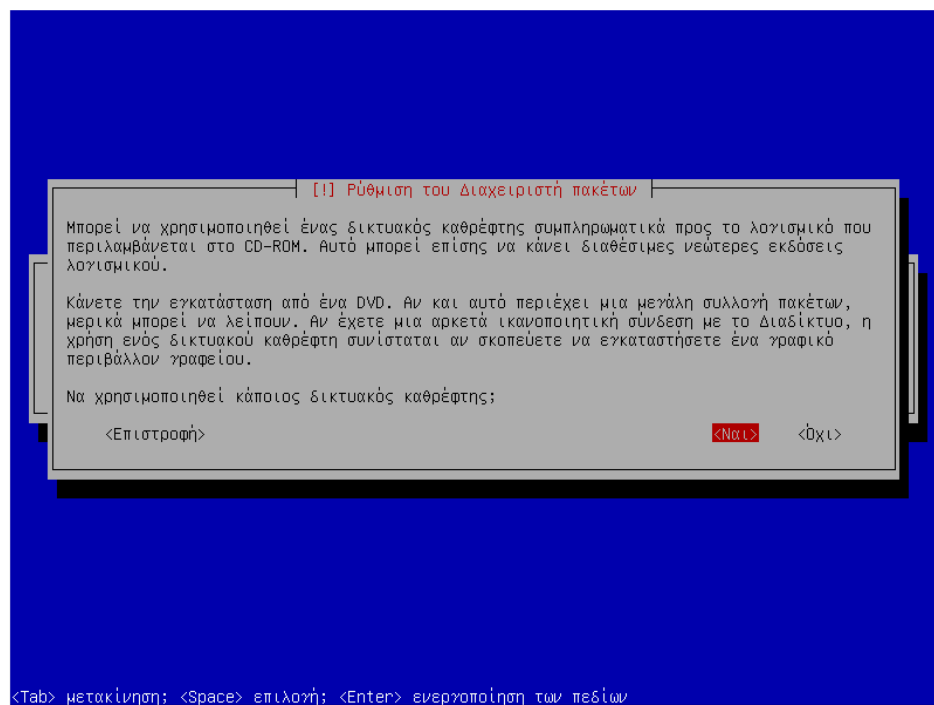 [!] Ρύθμιση του Διαχειριστή πακέτων
Μπορεί να χρησιμοποιηθεί ένας δικτυακός καθρέφτης συμπληρωματικά προς το λογισμικό που
περιλαμβάνεται στο CD-ROM. Αυτό μπορεί επίσης να κάνει διαθέσιμες νεώτερες εκδόσεις
λογισμικού.
Κάνετε την εγκατάσταση από ένα DVD. Αν και αυτό περιέχει μια μεγάλη συλλογή πακέτων,
μερικά μπορεί να λείπουν. Αν έχετε μια αρκετά ικανοποιητική σύνδεση με το Διαδίκτυο, η
χρήση ενός δικτυακού καθρέφτη συνίσταται αν σκοπεύετε να εγκαταστήσετε ένα γραφικό
περιβάλλον γραφείου.
Να χρησιμοποιηθεί κάποιος δικτυακός καθρέφτης;
<Επιστροφή> <Ναι> <Όχι>
<Tab> μετακίνηση; <Space> επιλογή; <Enter> ενεργοποίηση των πεδίων